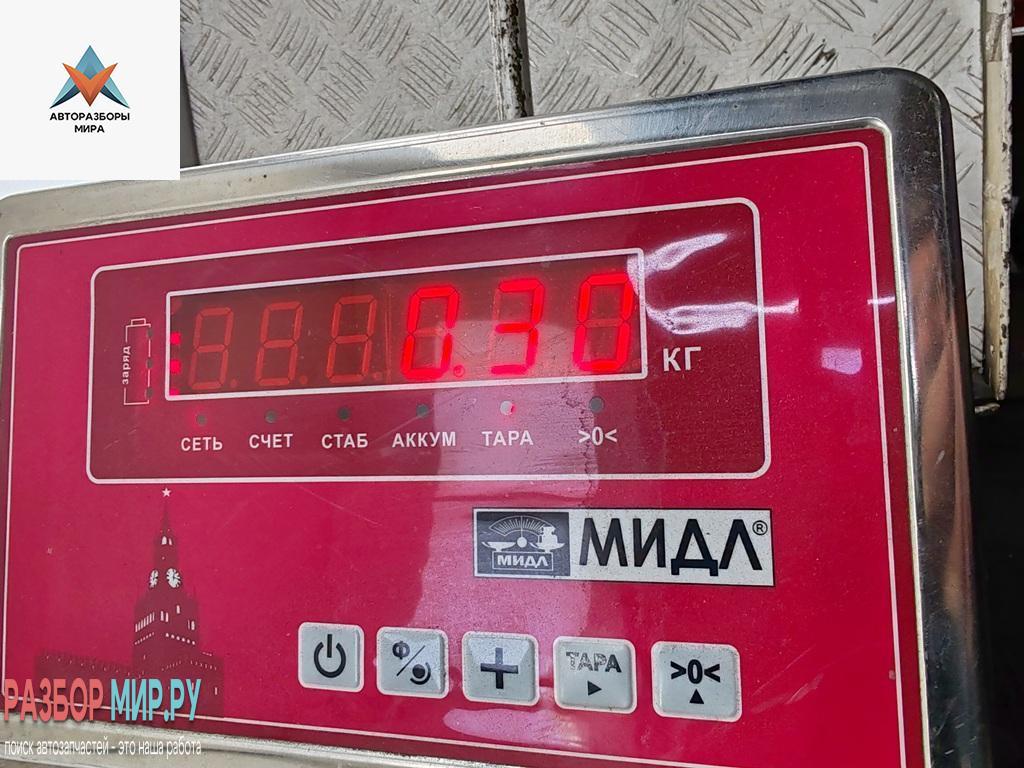 АВТОРАЗБОРЫ
МИРА
заряд
0.30
КГ
СЕТЬ СЧЕТ СТАБ АККУМ ТАРА >0<
МИДЛ
МИДЛ®
Ф/
+
ТАРА
>0<
РАЗБОР МИР.РУ
поиск автозапчастей - это наша работа